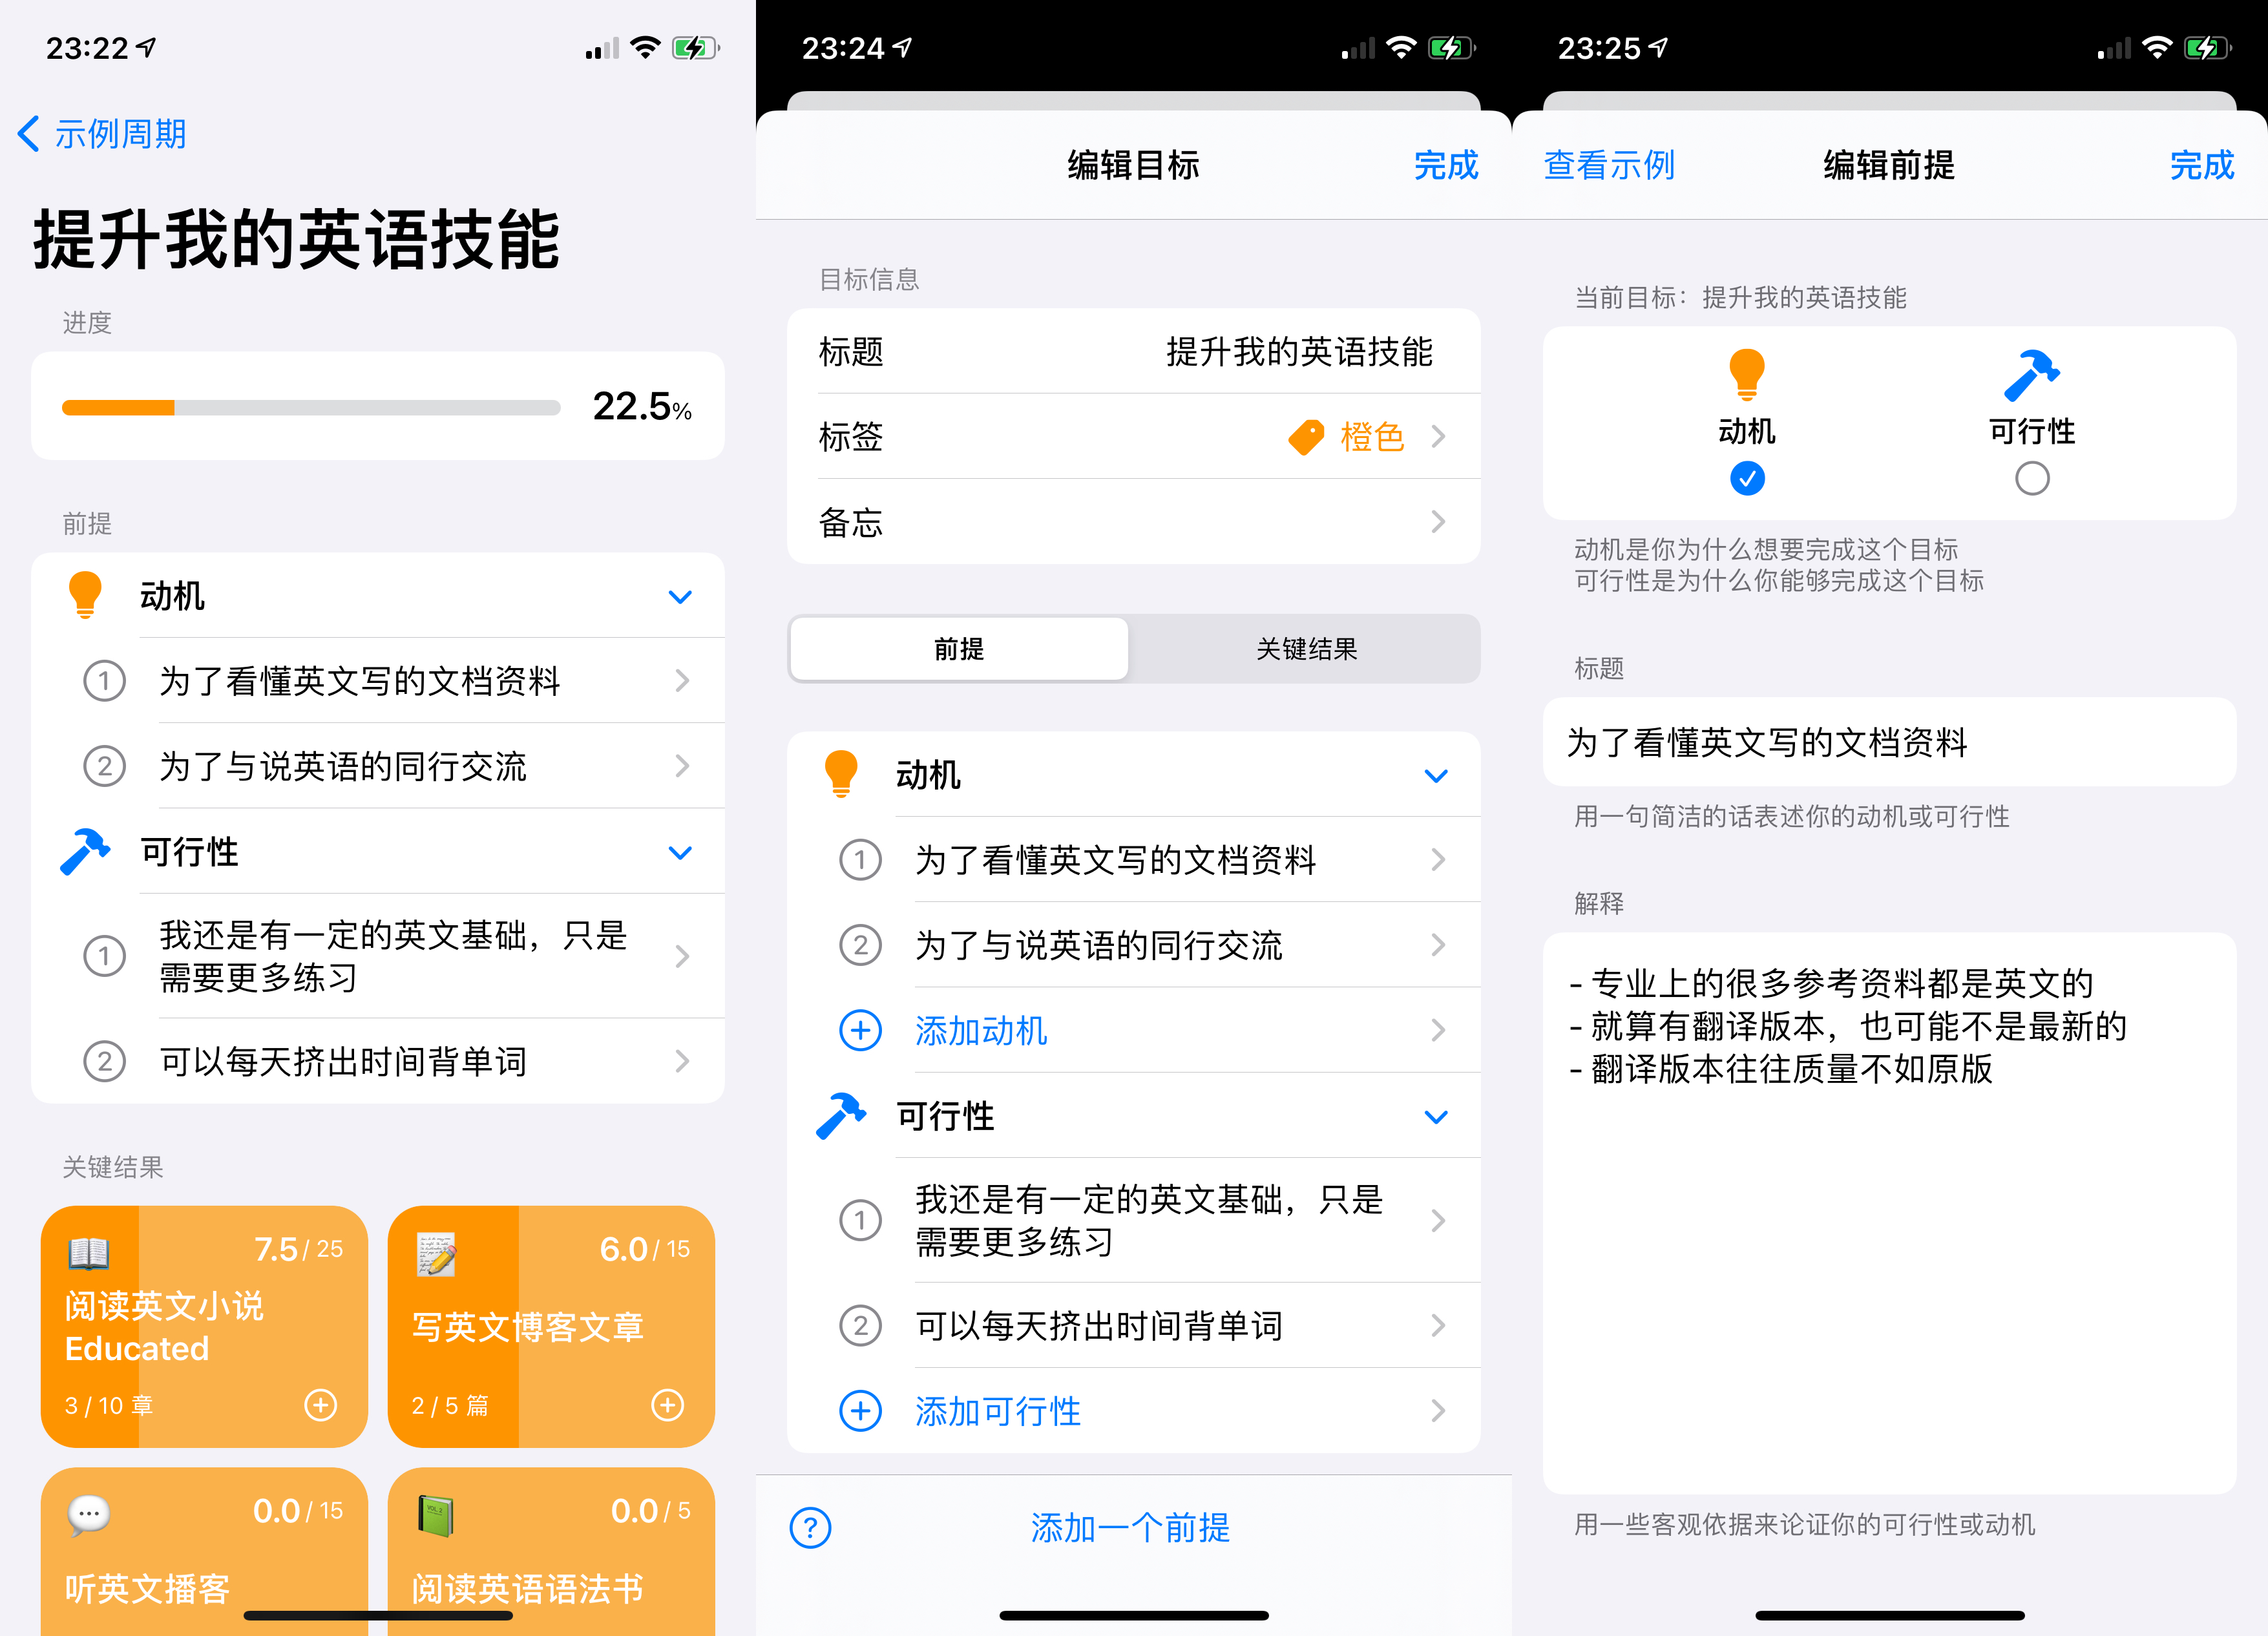 23:22
示例周期
提升我的英语技能
进度
22.5%
前提
动机
1 为了看懂英文写的文档资料
2 为了与说英语的同行交流
可行性
1 我还是有一定的英文基础，只是
需要更多练习
2 可以每天挤出时间背单词
关键结果
7.5 / 25
阅读英文小说
Educated
3 / 10 章
6.0 / 15
写英文博客文章
2 / 5 篇
0.0 / 15
听英文播客
0.0 / 5
阅读英语语法书
23:24
编辑目标
完成
目标信息
标题 提升我的英语技能
标签 橙色
备忘
前提 关键结果
动机
1 为了看懂英文写的文档资料
2 为了与说英语的同行交流
添加动机
可行性
1 我还是有一定的英文基础，只是
需要更多练习
2 可以每天挤出时间背单词
添加可行性
? 添加一个前提
23:25
查看示例 编辑前提 完成
当前目标：提升我的英语技能
动机 可行性
动机是你为什么想要完成这个目标
可行性是为什么你能够完成这个目标
标题
为了看懂英文写的文档资料
用一句简洁的话表述你的动机或可行性
解释
- 专业上的很多参考资料都是英文的
- 就算有翻译版本，也可能不是最新的
- 翻译版本往往质量不如原版
用一些客观依据来论证你的可行性或动机